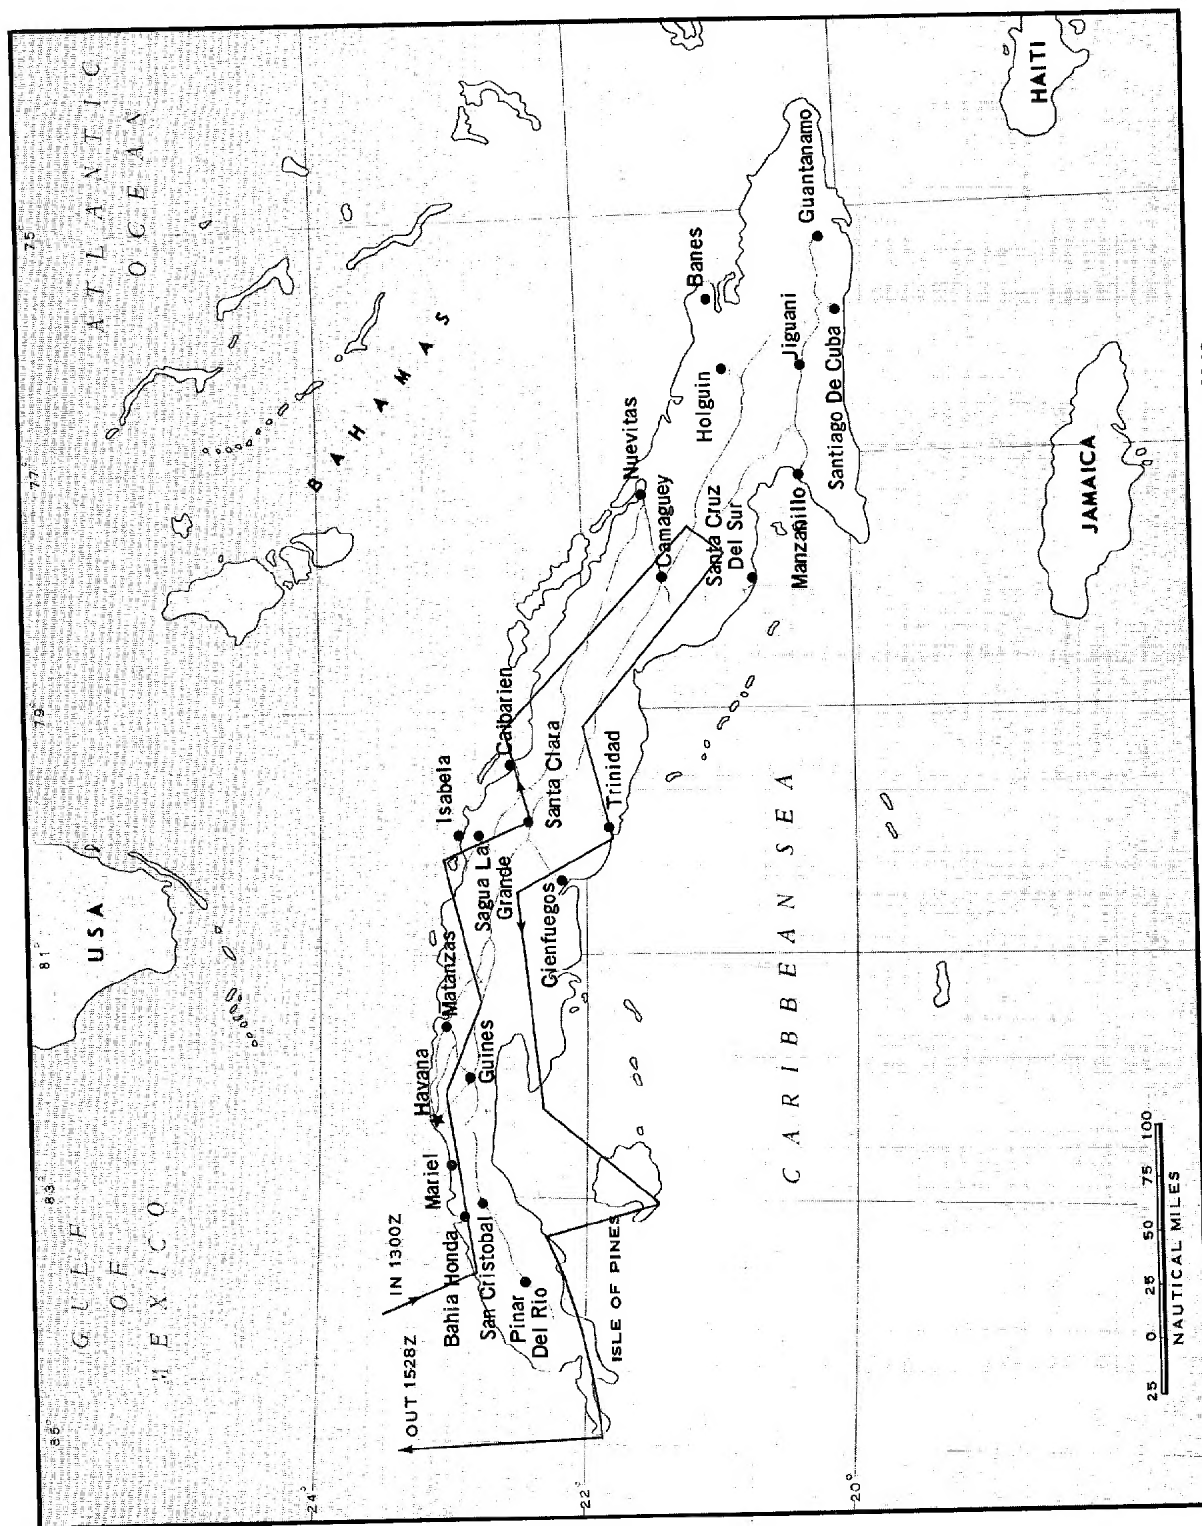 ATLANTIC
OCEAN
GULF
OF
MEXICO
USA
BAHAMAS
85°
83°
81°
79°
77°
75°
24°
22°
20°
IN 1300Z
OUT 1528Z
Havana
Mariel
Bahia Honda
San Cristobal
Pinar
Del Rio
Guines
Matanzas
Isabela
Sagua La
Grande
Santa Clara
Caibarien
Cienfuegos
Trinidad
Nuevitas
Camaguey
Santa Cruz
Del Sur
Manzanillo
Holguin
Banes
Jiguani
Santiago De Cuba
Guantanamo
ISLE OF PINES
CARIBBEAN SEA
JAMAICA
HAITI
25 0 25 50 75 100
NAUTICAL MILES